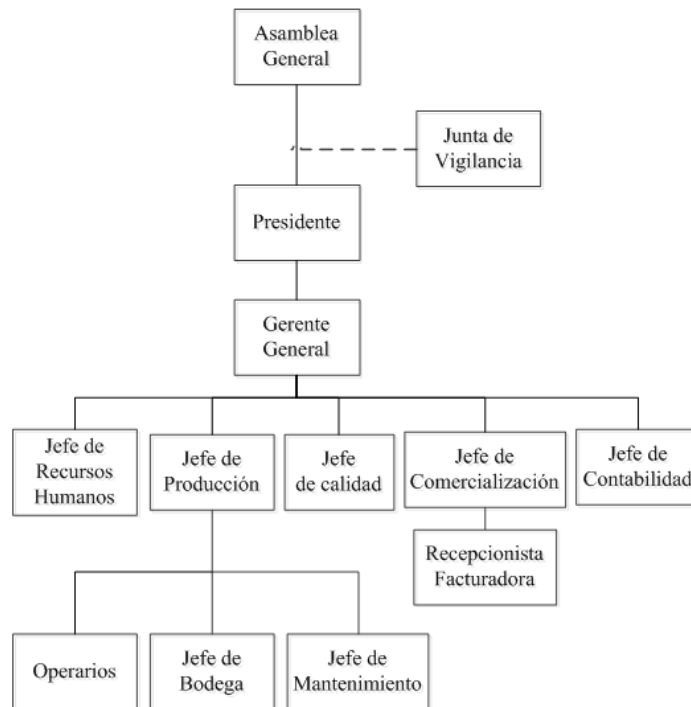 Asamblea
General
Junta de
Vigilancia
Presidente
Gerente
General
Jefe de
Recursos
Humanos
Jefe de
Producción
Jefe
de calidad
Jefe de
Comercialización
Jefe de
Contabilidad
Recepcionista
Facturadora
Operarios
Jefe de
Bodega
Jefe de
Mantenimiento